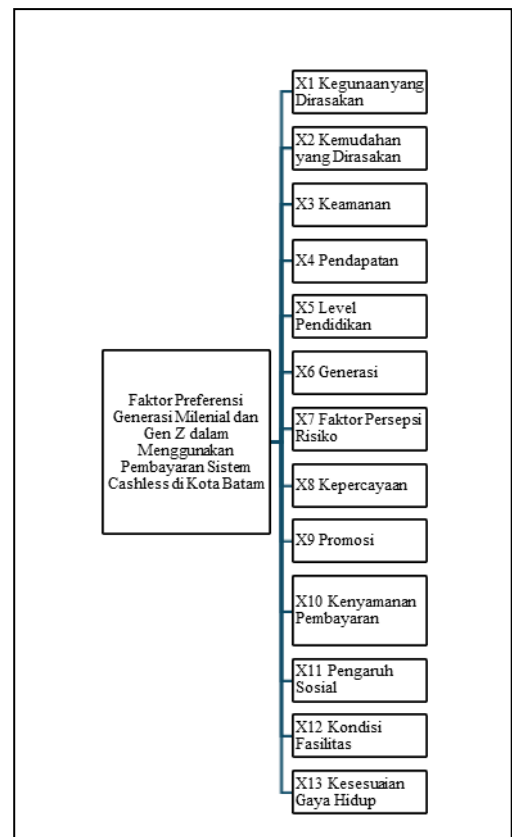 Faktor Preferensi
Generasi Milenial dan
Gen Z dalam
Menggunakan
Pembayaran Sistem
Cashless di Kota Batam
X1 Kegunaan yang
Dirasakan
X2 Kemudahan
yang Dirasakan
X3 Keamanan
X4 Pendapatan
X5 Level
Pendidikan
X6 Generasi
X7 Faktor Persepsi
Risiko
X8 Kepercayaan
X9 Promosi
X10 Kenyamanan
Pembayaran
X11 Pengaruh
Sosial
X12 Kondisi
Fasilitas
X13 Kesesuaian
Gaya Hidup